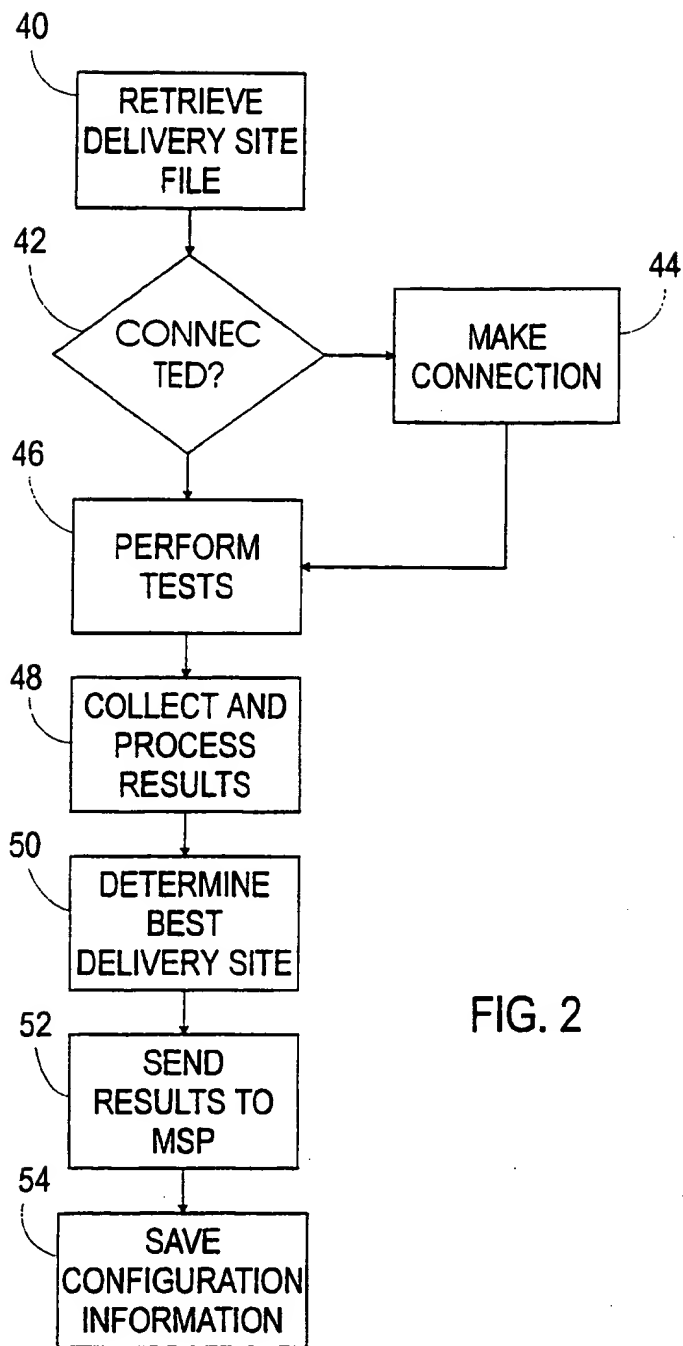 40
RETRIEVE
DELIVERY SITE
FILE
42
CONNEC
TED?
44
MAKE
CONNECTION
46
PERFORM
TESTS
48
COLLECT AND
PROCESS
RESULTS
50
DETERMINE
BEST
DELIVERY SITE
52
SEND
RESULTS TO
MSP
54
SAVE
CONFIGURATION
INFORMATION
FIG. 2